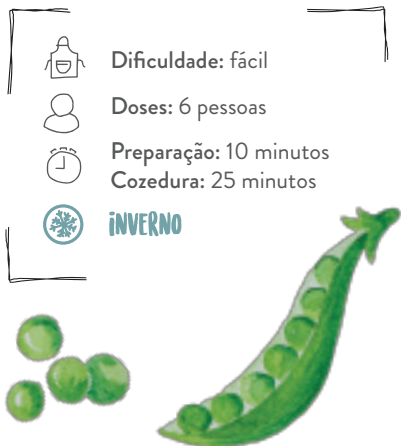 Dificuldade: fácil
Doses: 6 pessoas
Preparação: 10 minutos
Cozedura: 25 minutos
iNVERNO